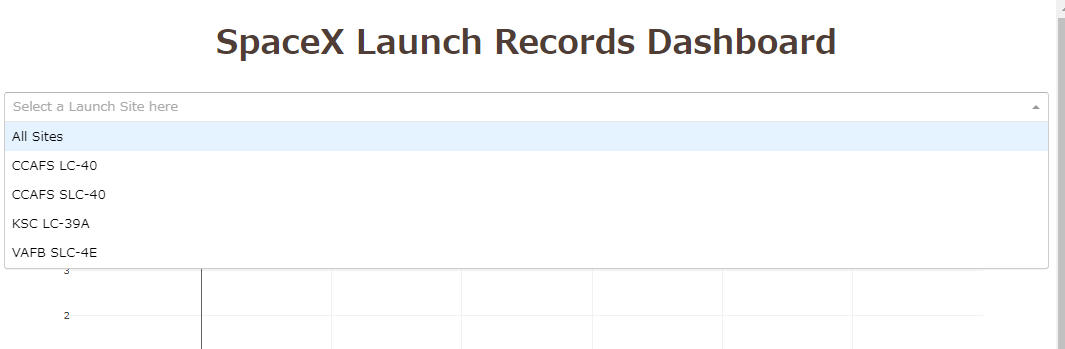 SpaceX Launch Records Dashboard
Select a Launch Site here
All Sites
CCAFS LC-40
CCAFS SLC-40
KSC LC-39A
VAFB SLC-4E
3
2